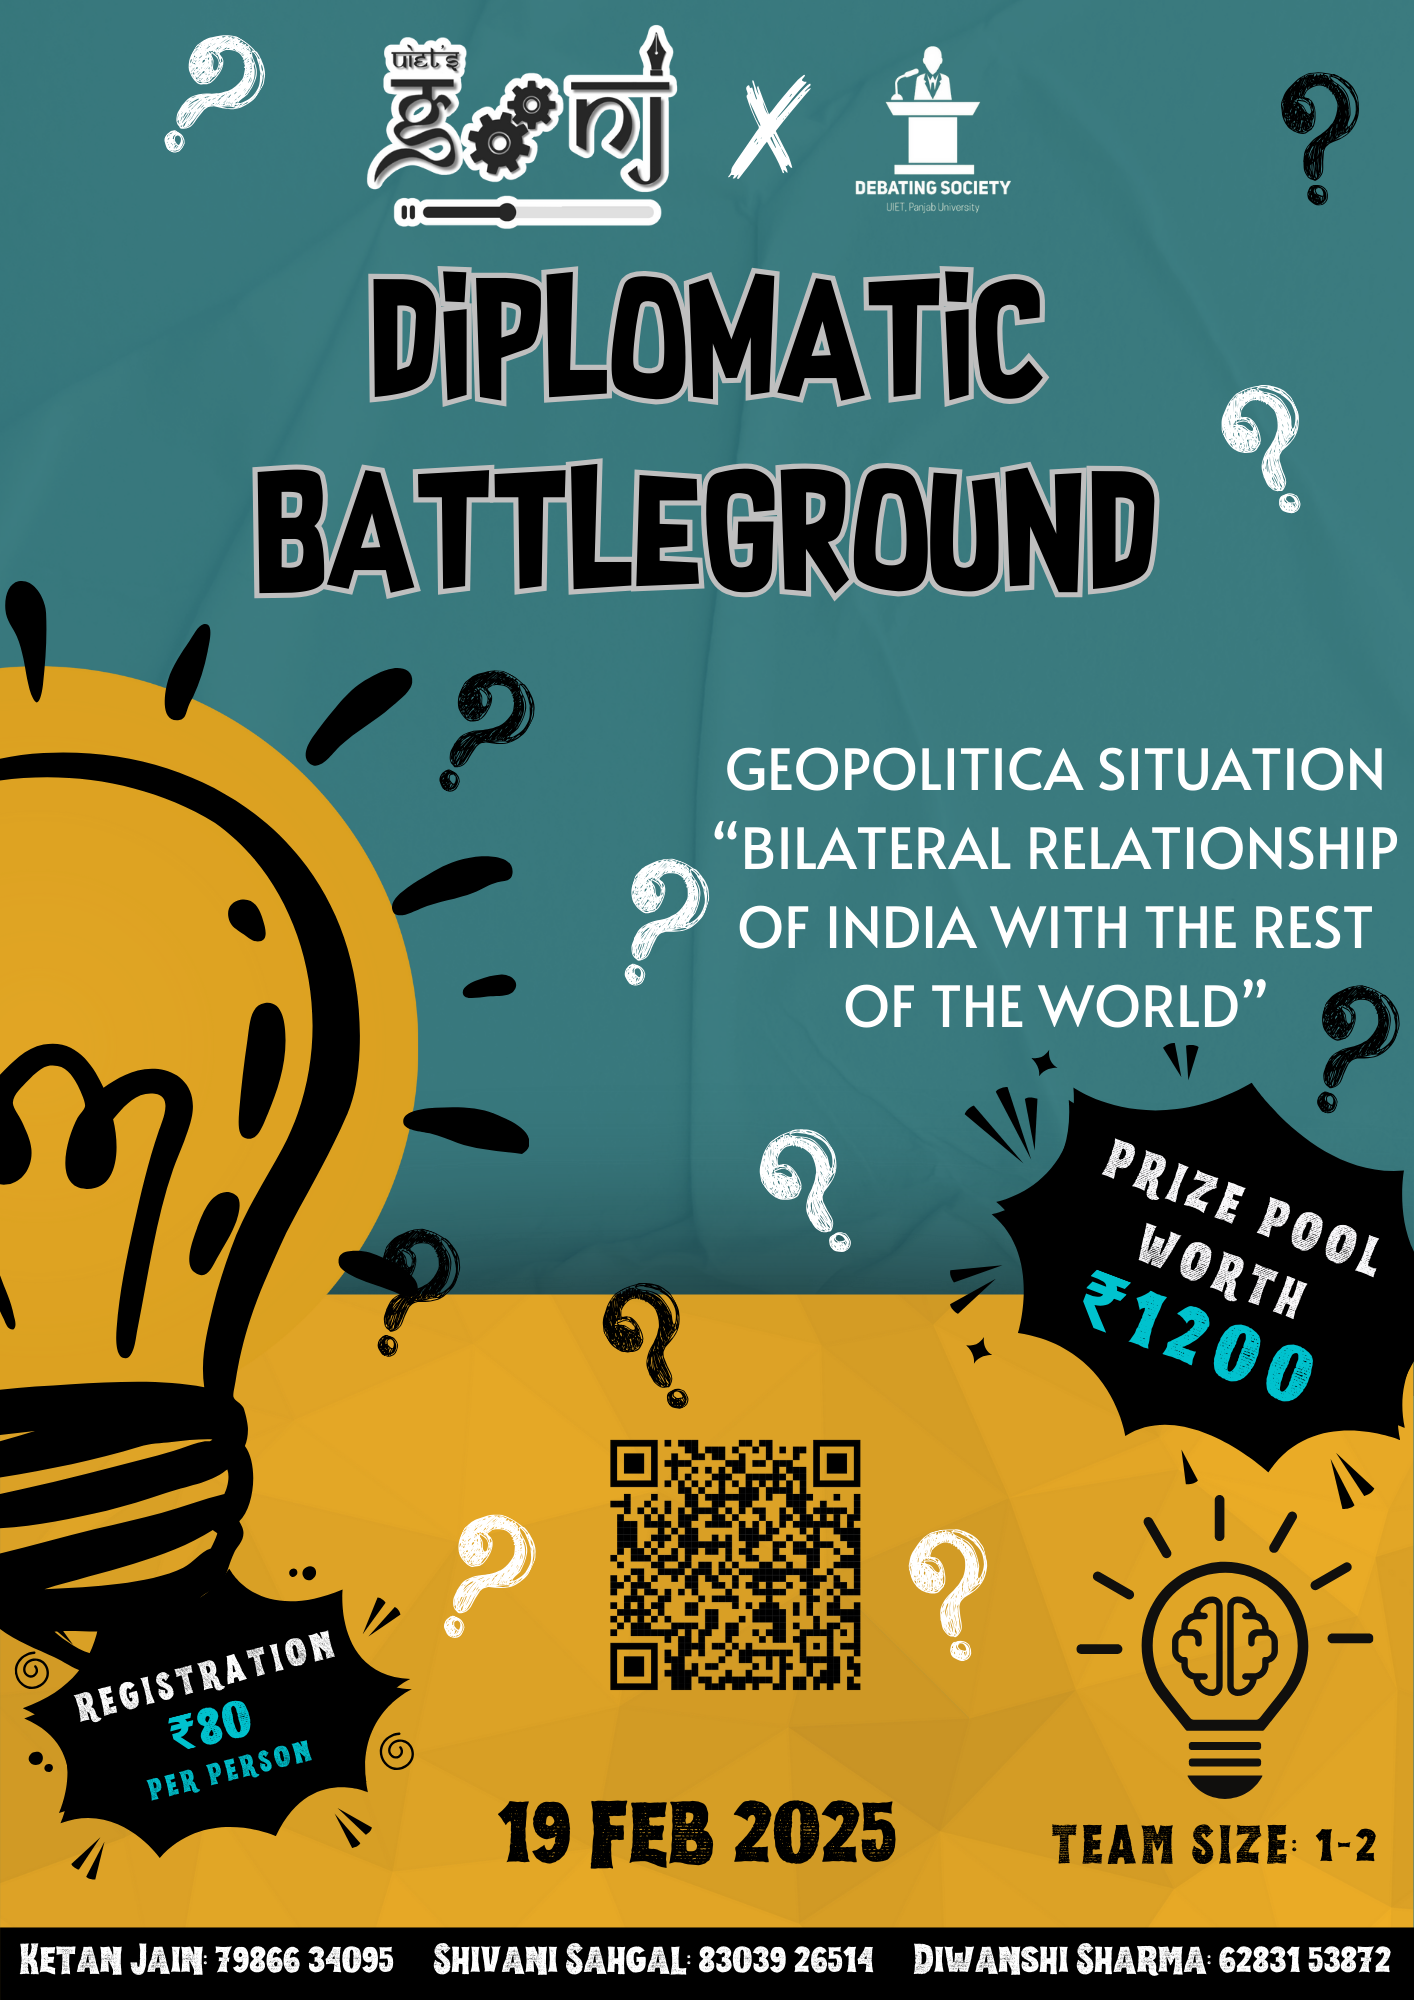 UIET's
gOOnj
X
DEBATING SOCIETY
UIET, Panjab University
DiPLOMATiC
BATTLEGROUND
GEOPOLITICA SITUATION
“BILATERAL RELATIONSHIP
OF INDIA WITH THE REST
OF THE WORLD”
PRIZE POOL
WORTH
₹1200
REGISTRATION
₹80
PER PERSON
19 FEB 2025
TEAM SIZE: 1-2
KETAN JAIN: 79866 34095 SHIVANI SAHGAL: 83039 26514 DIWANSHI SHARMA: 62831 53872